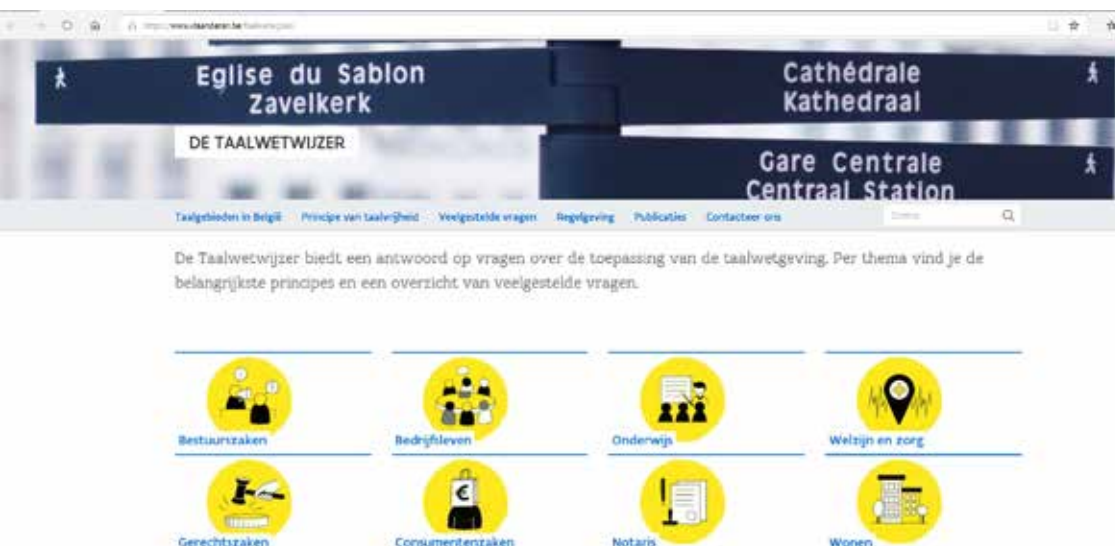 www.vlaanderen.be
Eglise du Sablon
Zavelkerk
Cathédrale
Kathedraal
DE TAALWETWIJZER
Gare Centrale
Centraal Station
Taalgebieden in België Principe van taalvrijheid Veelgestelde vragen Regelgeving Publicaties Contacteer ons
De Taalwetwijzer biedt een antwoord op vragen over de toepassing van de taalwetgeving. Per thema vind je de
belangrijkste principes en een overzicht van veelgestelde vragen.
Bestuurszaken Bedrijfsleven Onderwijs Welzijn en zorg
€
Gerechtszaken Consumentenzaken Notaris Wonen